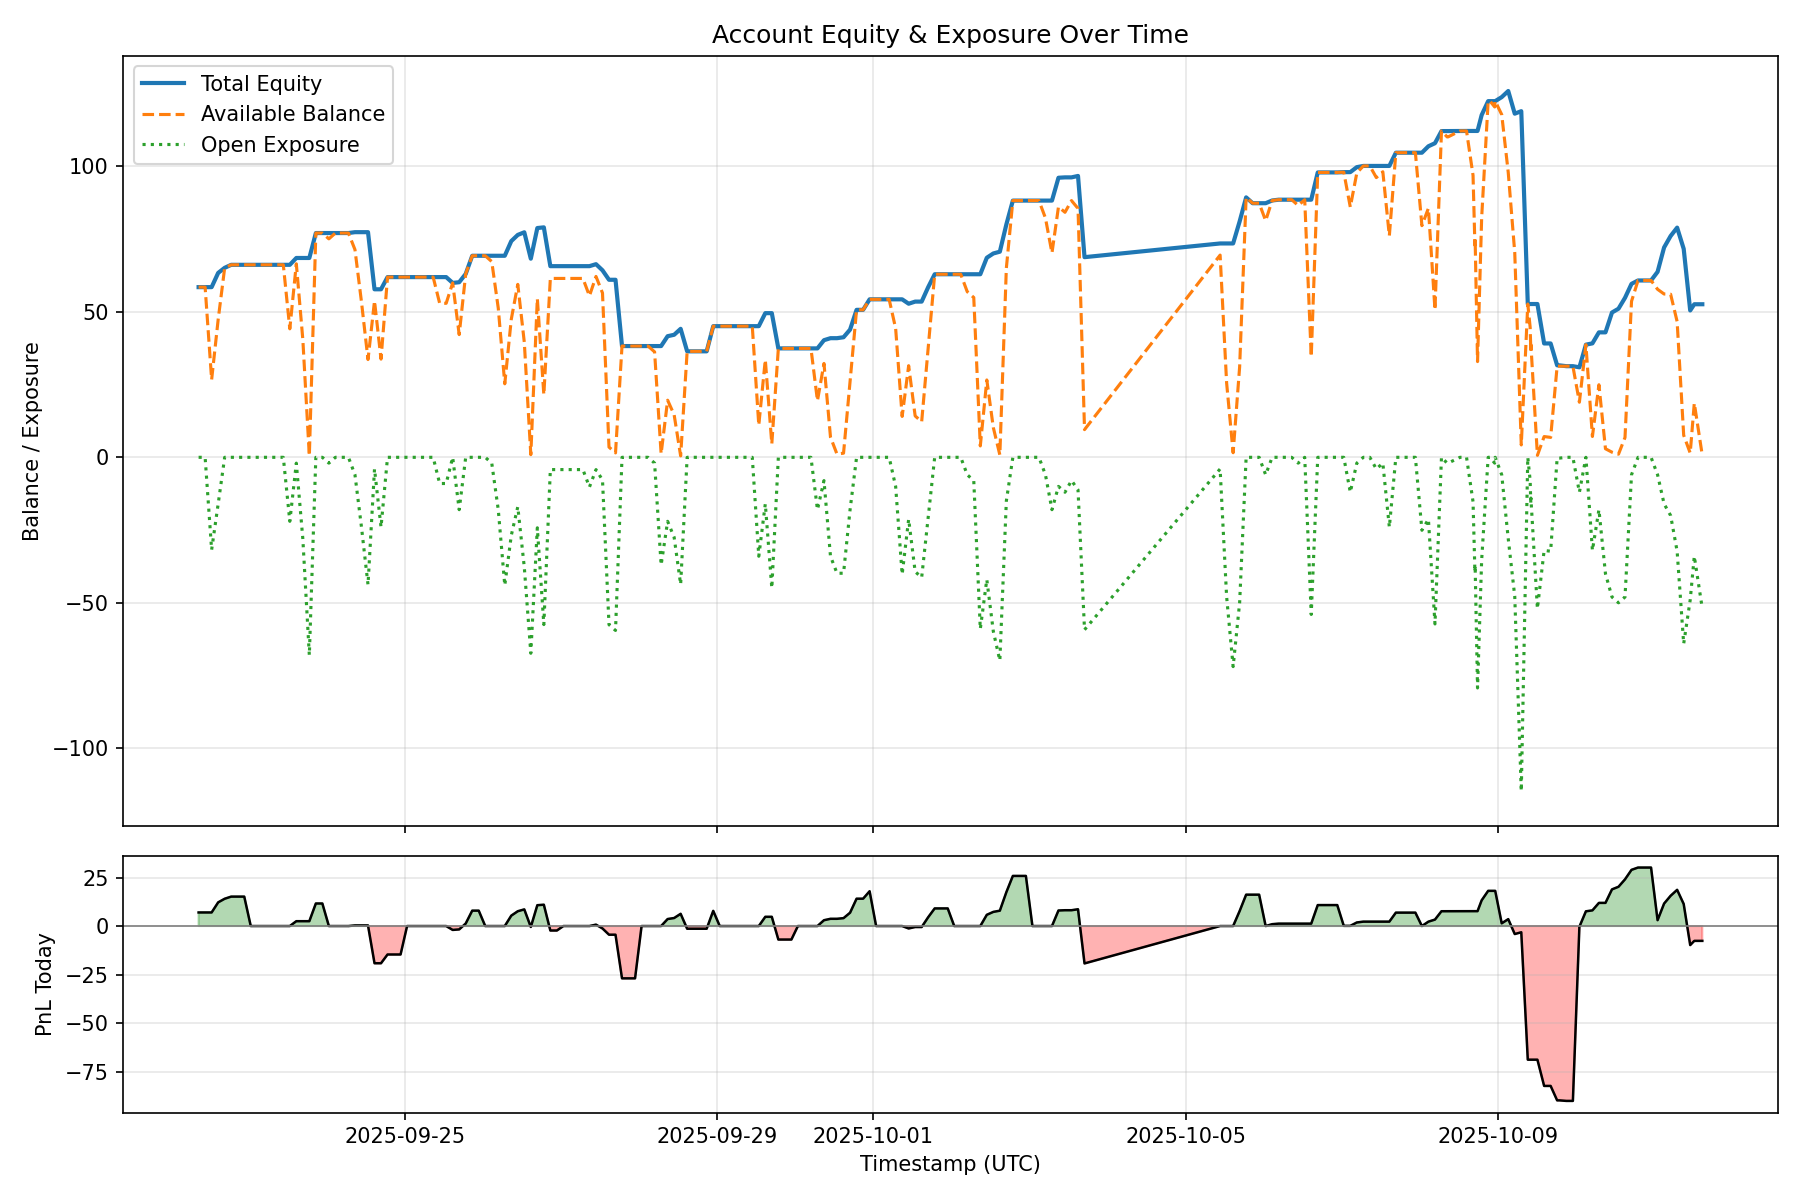 Account Equity & Exposure Over Time
Total Equity
Available Balance
Open Exposure
Balance / Exposure
100
50
0
−50
−100
PnL Today
25
0
−25
−50
−75
2025-09-25
2025-09-29
2025-10-01
2025-10-05
2025-10-09
Timestamp (UTC)